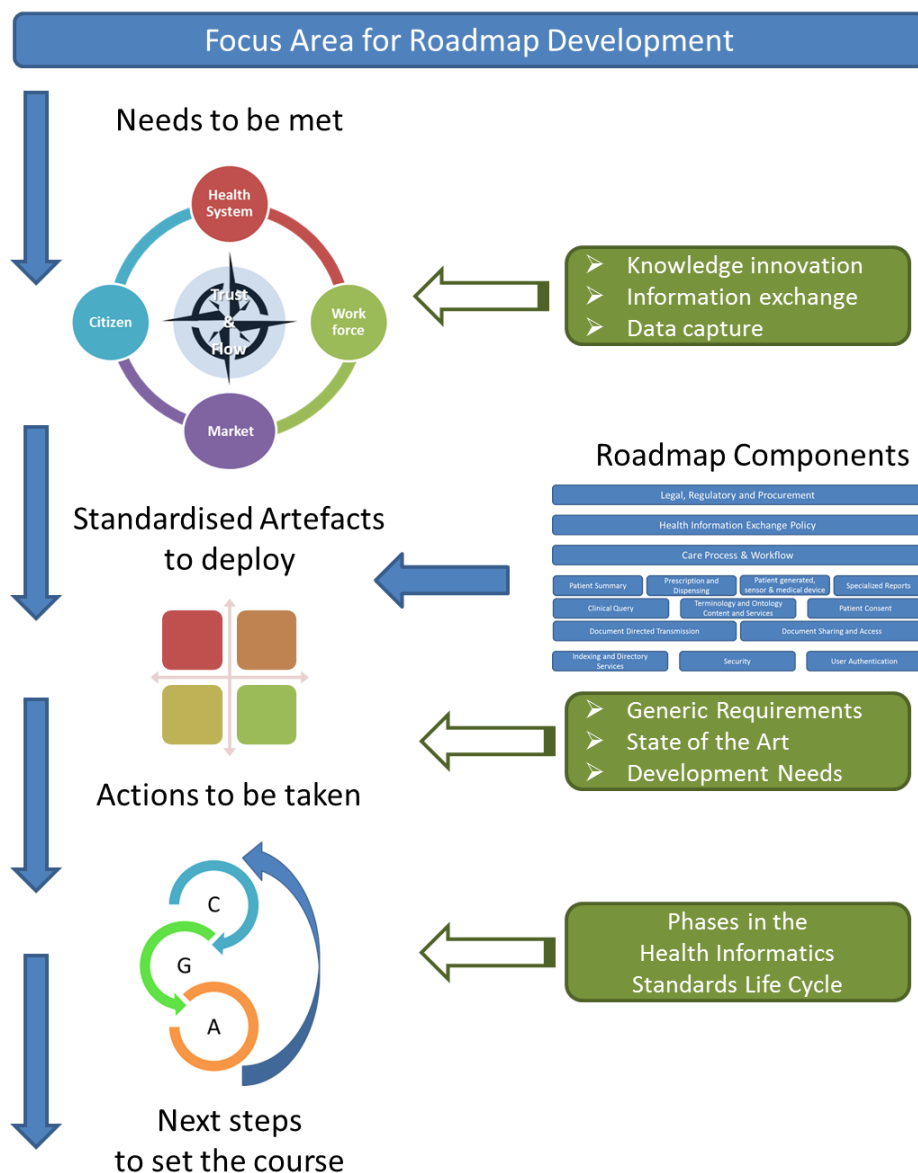 Focus Area for Roadmap Development
Needs to be met
Health
System
Citizen
Trust
&
Flow
Work
force
Market
Knowledge innovation
Information exchange
Data capture
Roadmap Components
Legal, Regulatory and Procurement
Health Information Exchange Policy
Care Process & Workflow
Patient Summary
Prescription and
Dispensing
Patient generated,
sensor & medical device
Specialized Reports
Clinical Query
Terminology and Ontology
Content and Services
Patient Consent
Document Directed Transmission
Document Sharing and Access
Indexing and Directory
Services
Security
User Authentication
Standardised Artefacts
to deploy
Generic Requirements
State of the Art
Development Needs
Actions to be taken
C
G
A
Phases in the
Health Informatics
Standards Life Cycle
Next steps
to set the course